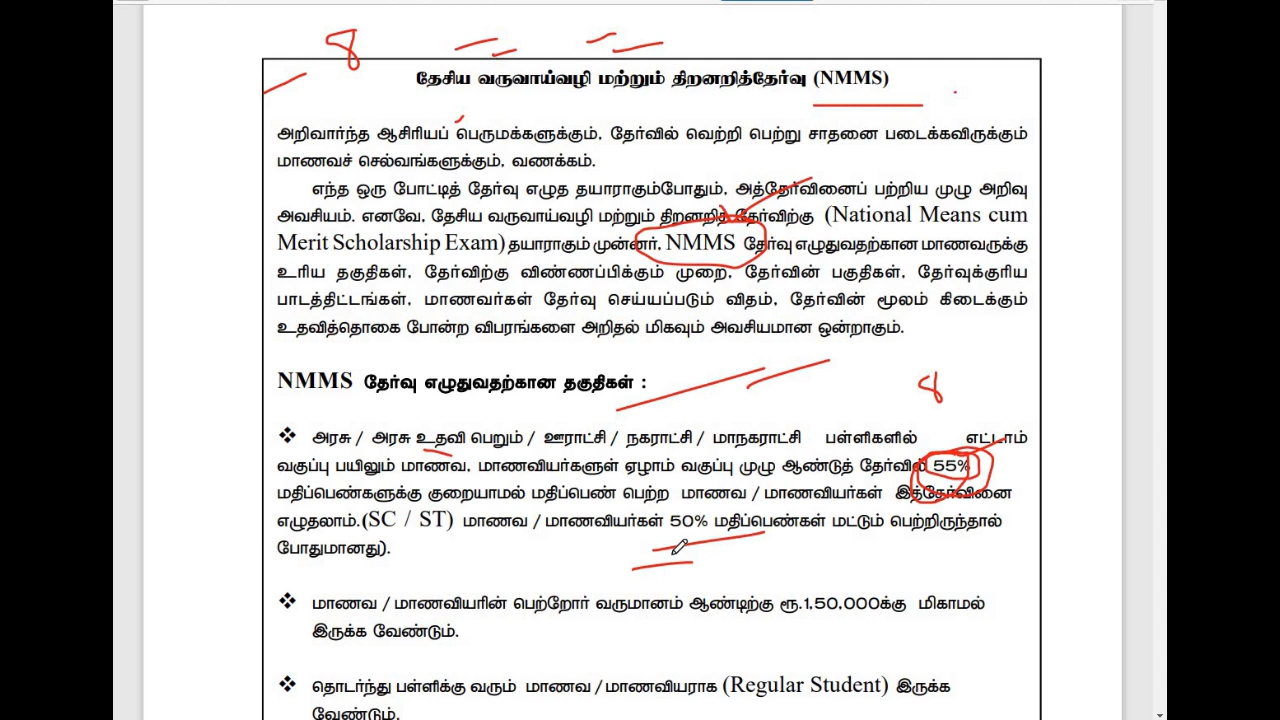 8
தேசிய வருவாய்வழி மற்றும் திறனறித்தேர்வு (NMMS)
அறிவார்ந்த ஆசிரியப் பெருமக்களுக்கும், தேர்வில் வெற்றி பெற்று சாதனை படைக்கவிருக்கும்
மாணவச் செல்வங்களுக்கும், வணக்கம்.
எந்த ஒரு போட்டித் தேர்வு எழுத தயாராகும்போதும், அத்தேர்வினைப் பற்றிய முழு அறிவு
அவசியம். எனவே, தேசிய வருவாய்வழி மற்றும் திறனறித் தேர்விற்கு (National Means cum
Merit Scholarship Exam) தயாராகும் முன்னர், NMMS தேர்வு எழுதுவதற்கான மாணவருக்கு
உரிய தகுதிகள், தேர்விற்கு விண்ணப்பிக்கும் முறை, தேர்வின் பகுதிகள், தேர்வுக்குரிய
பாடத்திட்டங்கள், மாணவர்கள் தேர்வு செய்யப்படும் விதம், தேர்வின் மூலம் கிடைக்கும்
உதவித்தொகை போன்ற விபரங்களை அறிதல் மிகவும் அவசியமான ஒன்றாகும்.
NMMS தேர்வு எழுதுவதற்கான தகுதிகள் :
8
❖ அரசு / அரசு உதவி பெறும் / ஊராட்சி / நகராட்சி / மாநகராட்சி பள்ளிகளில் எட்டாம்
வகுப்பு பயிலும் மாணவ, மாணவியர்களுள் ஏழாம் வகுப்பு முழு ஆண்டுத் தேர்வில் 55%
மதிப்பெண்களுக்கு குறையாமல் மதிப்பெண் பெற்ற மாணவ / மாணவியர்கள் இத்தேர்வினை
எழுதலாம்.(SC / ST) மாணவ / மாணவியர்கள் 50% மதிப்பெண்கள் மட்டும் பெற்றிருந்தால்
போதுமானது).
❖ மாணவ / மாணவியரின் பெற்றோர் வருமானம் ஆண்டிற்கு ரூ.1,50,000க்கு மிகாமல்
இருக்க வேண்டும்.
❖ தொடர்ந்து பள்ளிக்கு வரும் மாணவ /மாணவியராக (Regular Student) இருக்க
வேண்டும்.